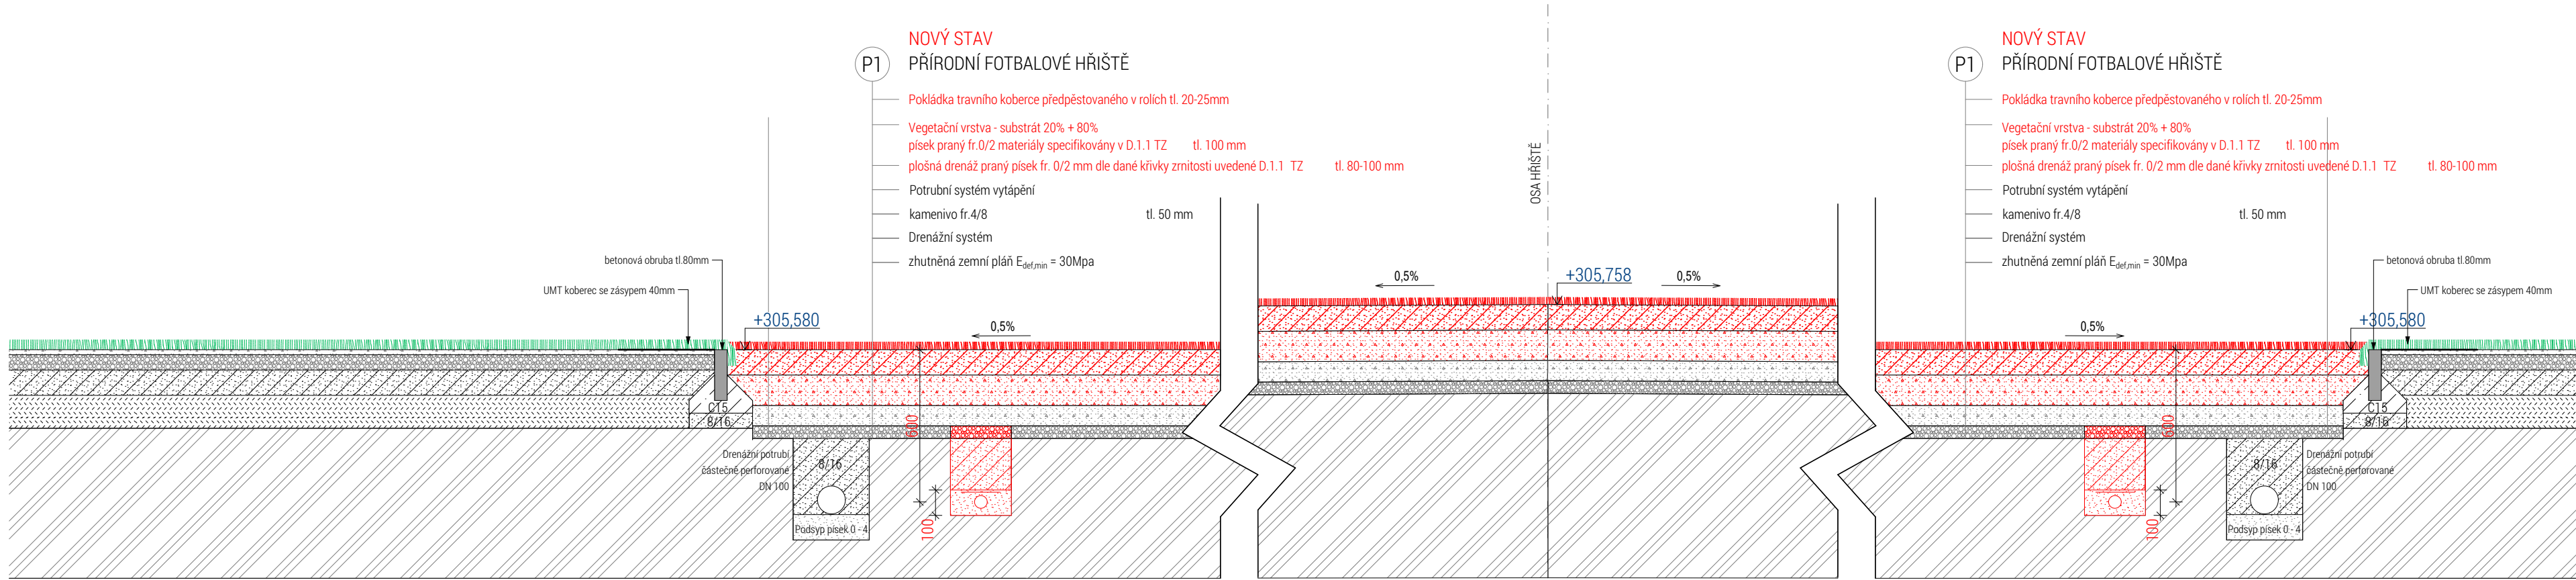 NOVÝ STAV
P1 PŘÍRODNÍ FOTBALOVÉ HŘIŠTĚ
Pokládka travního koberce předpěstovaného v rolích tl. 20-25mm
Vegetační vrstva - substrát 20% + 80%
písek praný fr.0/2 materiály specifikovány v D.1.1 TZ tl. 100 mm
plošná drenáž praný písek fr. 0/2 mm dle dané křivky zrnitosti uvedené D.1.1 TZ tl. 80-100 mm
Potrubní systém vytápění
kamenivo fr.4/8 tl. 50 mm
Drenážní systém
zhutněná zemní pláň Edef,min = 30Mpa
betonová obruba tl.80mm
UMT koberec se zásypem 40mm
+305,580
0,5%
C15
8/16
600
Drenážní potrubí
částečně perforované
DN 100
8/16
100
Podsyp písek 0 - 4
OSA HŘIŠTĚ
0,5%
+305,758
0,5%
NOVÝ STAV
P1 PŘÍRODNÍ FOTBALOVÉ HŘIŠTĚ
Pokládka travního koberce předpěstovaného v rolích tl. 20-25mm
Vegetační vrstva - substrát 20% + 80%
písek praný fr.0/2 materiály specifikovány v D.1.1 TZ tl. 100 mm
plošná drenáž praný písek fr. 0/2 mm dle dané křivky zrnitosti uvedené D.1.1 TZ tl. 80-100 mm
Potrubní systém vytápění
kamenivo fr.4/8 tl. 50 mm
Drenážní systém
zhutněná zemní pláň Edef,min = 30Mpa
betonová obruba tl.80mm
UMT koberec se zásypem 40mm
+305,580
0,5%
C15
8/16
600
Drenážní potrubí
částečně perforované
DN 100
8/16
100
Podsyp písek 0 - 4